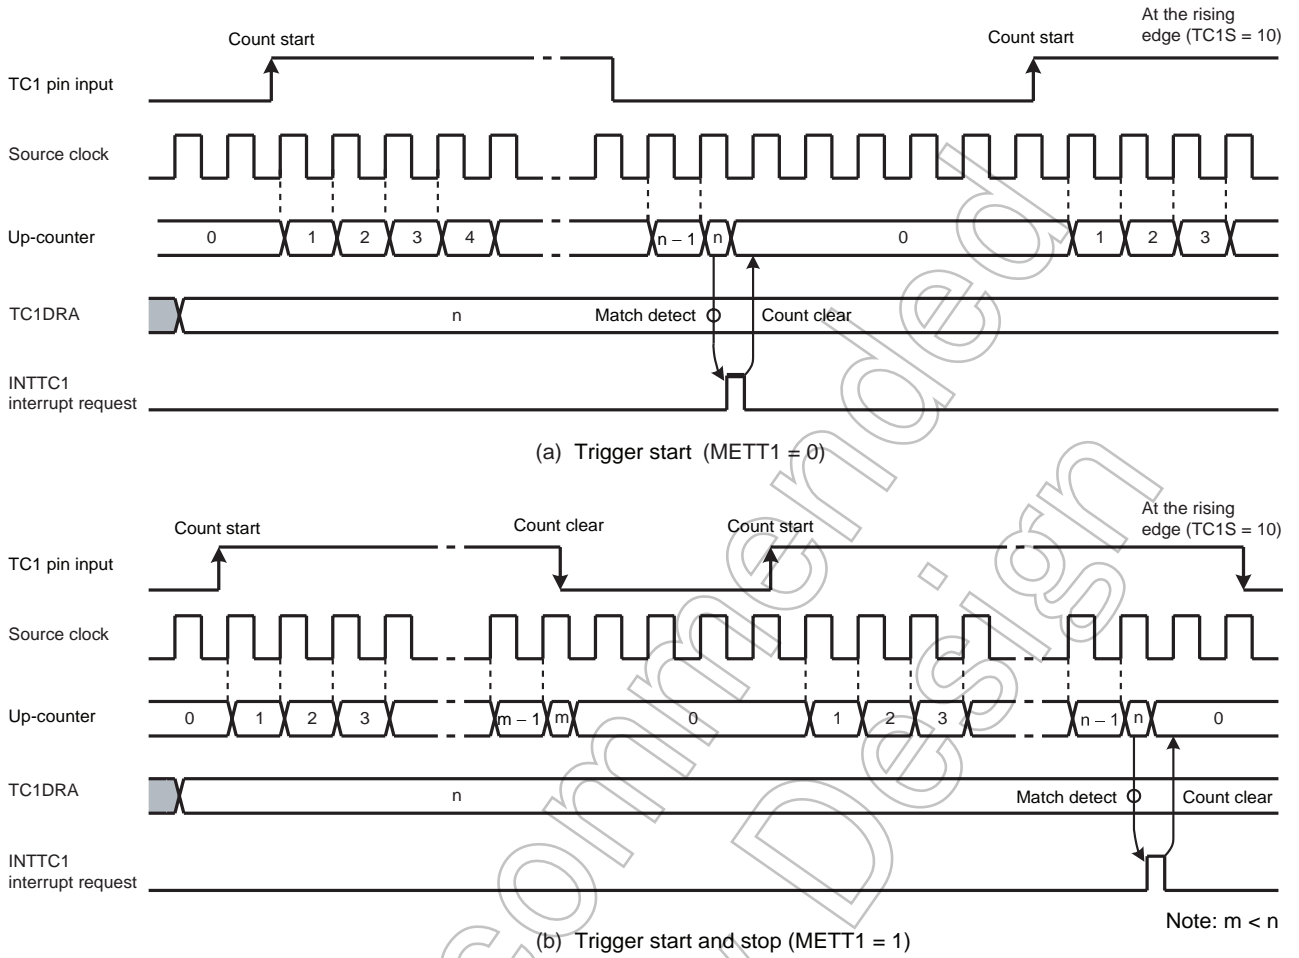 At the rising
edge (TC1S = 10)
Count start
Count start
TC1 pin input
Source clock
Up-counter
0 1 2 3 4 n – 1 n 0 1 2 3
TC1DRA
n
Match detect
Count clear
INTTC1
interrupt request
(a) Trigger start (METT1 = 0)
At the rising
edge (TC1S = 10)
Count start
Count clear
Count start
TC1 pin input
Source clock
Up-counter
0 1 2 3 m – 1 m 0 1 2 3 n – 1 n 0
TC1DRA
n
Match detect
Count clear
INTTC1
interrupt request
Note: m < n
(b) Trigger start and stop (METT1 = 1)
ommended
Design